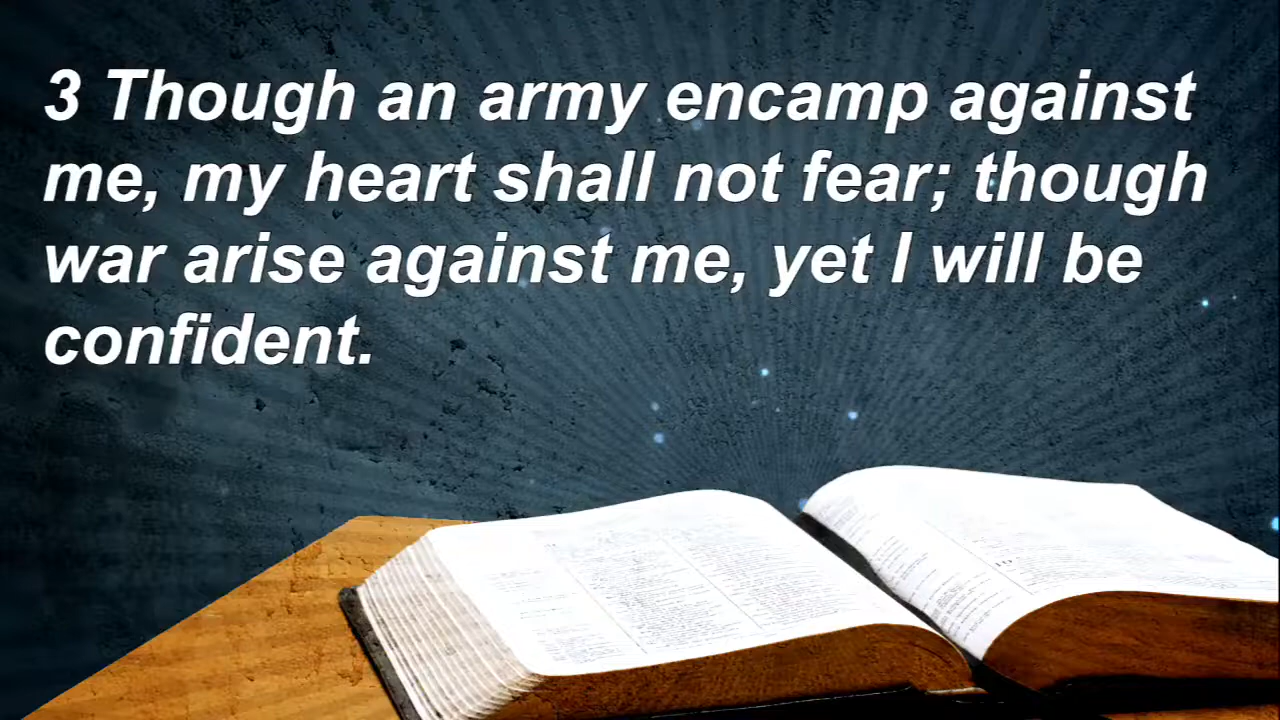 3 Though an army encamp against
me, my heart shall not fear; though
war arise against me, yet I will be
confident.